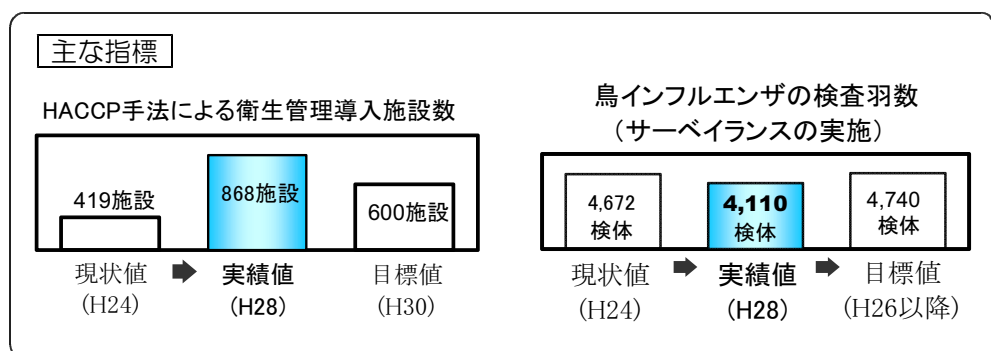 主な指標
HACCP手法による衛生管理導入施設数
419施設
868施設
600施設
現状値
(H24)
➡
実績値
(H28)
目標値
(H30)
鳥インフルエンザの検査羽数
（サーベイランスの実施）
4,672
検体
4,110
検体
4,740
検体
現状値
(H24)
➡
実績値
(H28)
➡
目標値
(H26以降)